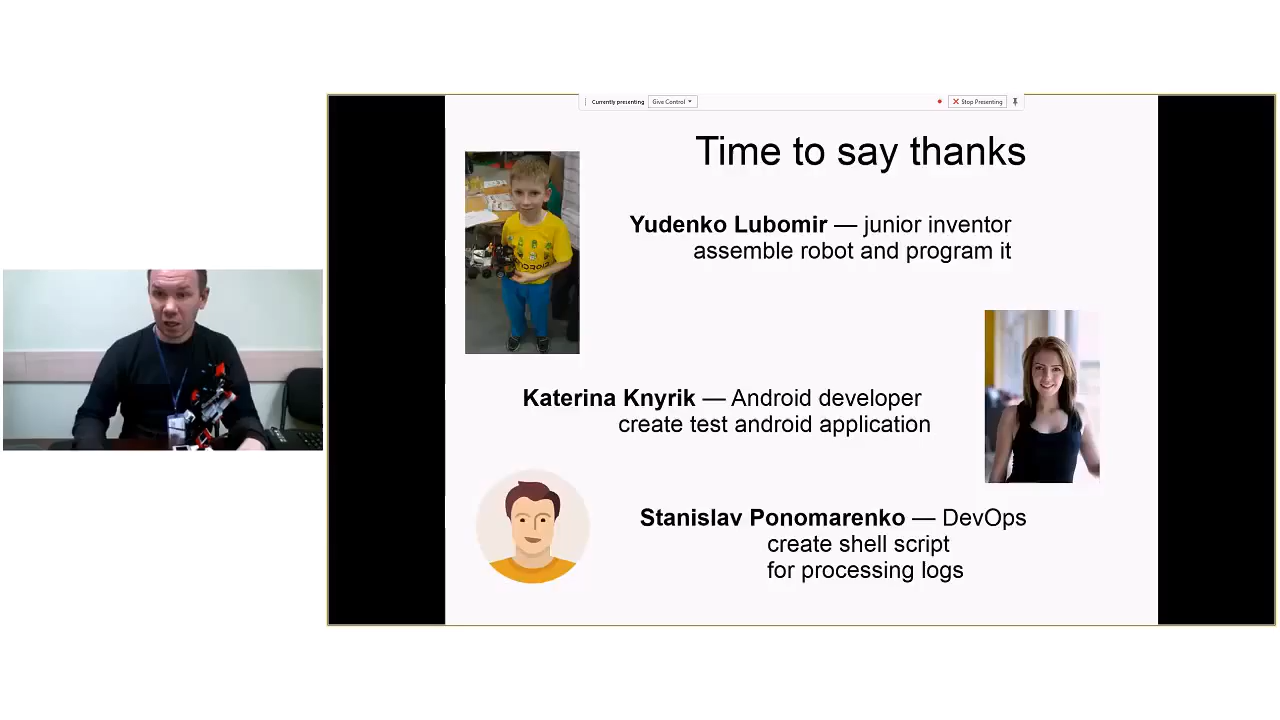 Currently presenting Give Control Stop Presenting
Time to say thanks
Yudenko Lubomir — junior inventor
assemble robot and program it
Katerina Knyrik — Android developer
create test android application
Stanislav Ponomarenko — DevOps
create shell script
for processing logs